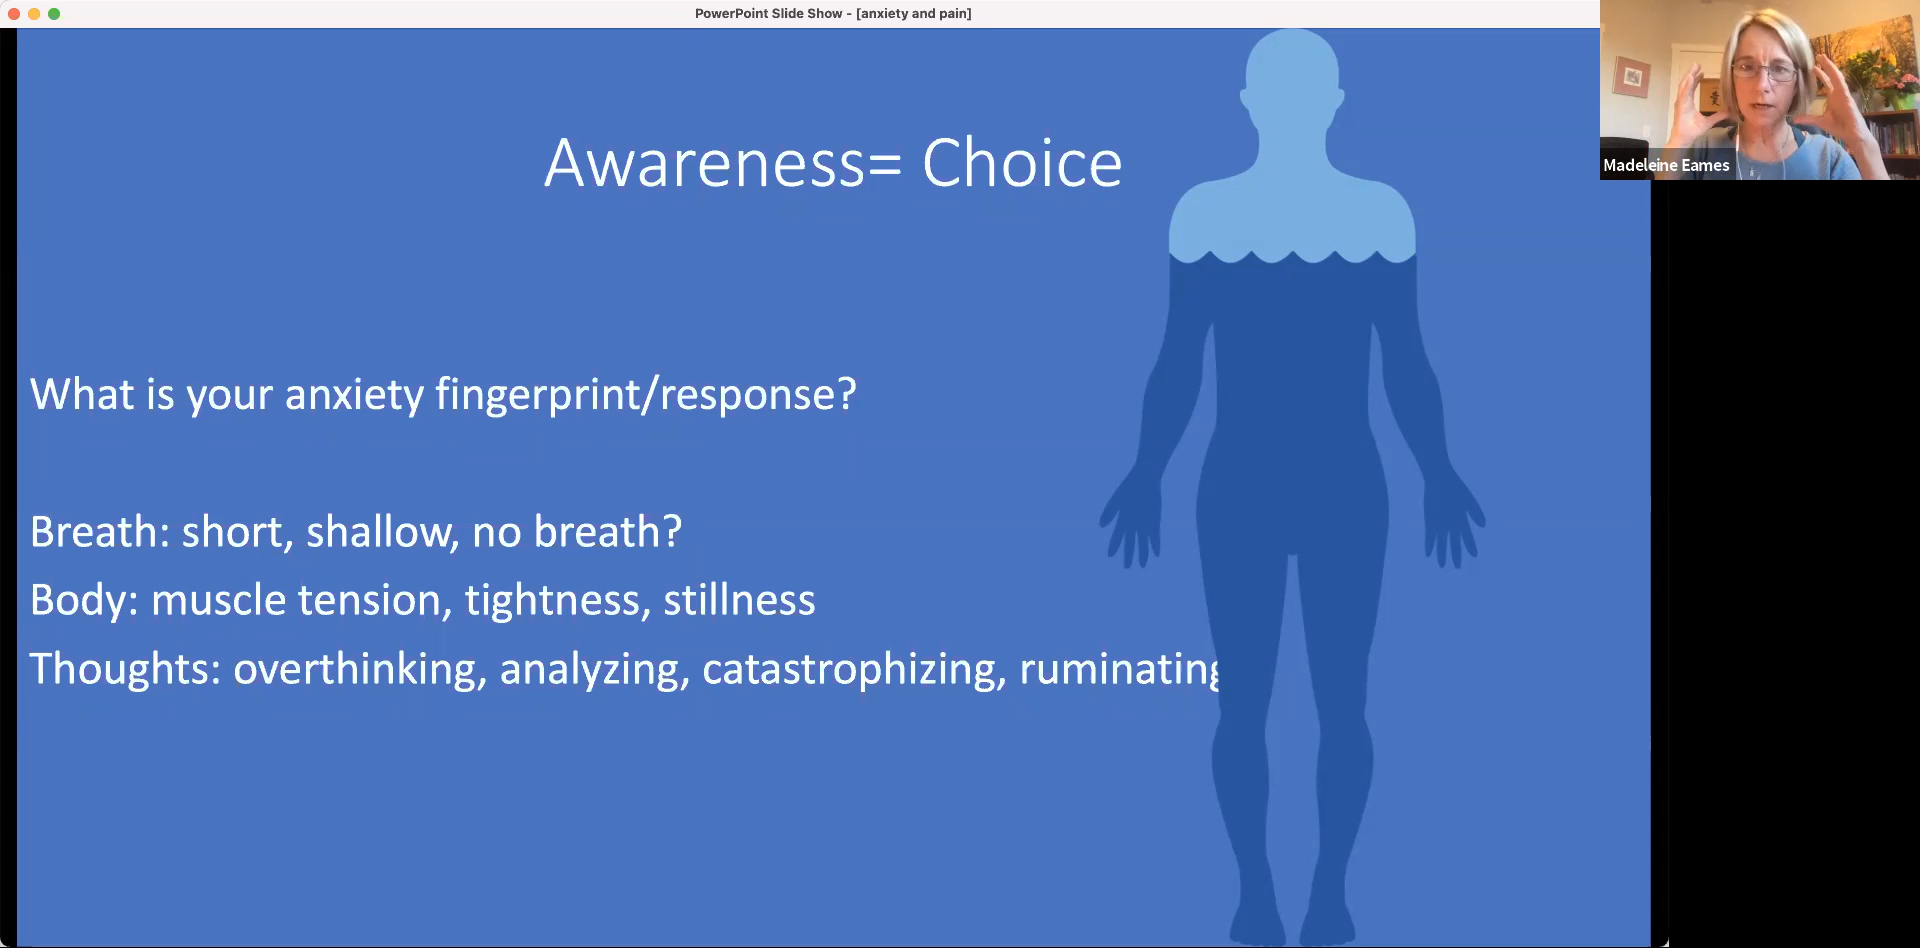 PowerPoint Slide Show - [anxiety and pain]
Madeleine Eames
Awareness= Choice
What is your anxiety fingerprint/response?
Breath: short, shallow, no breath?
Body: muscle tension, tightness, stillness
Thoughts: overthinking, analyzing, catastrophizing, ruminating